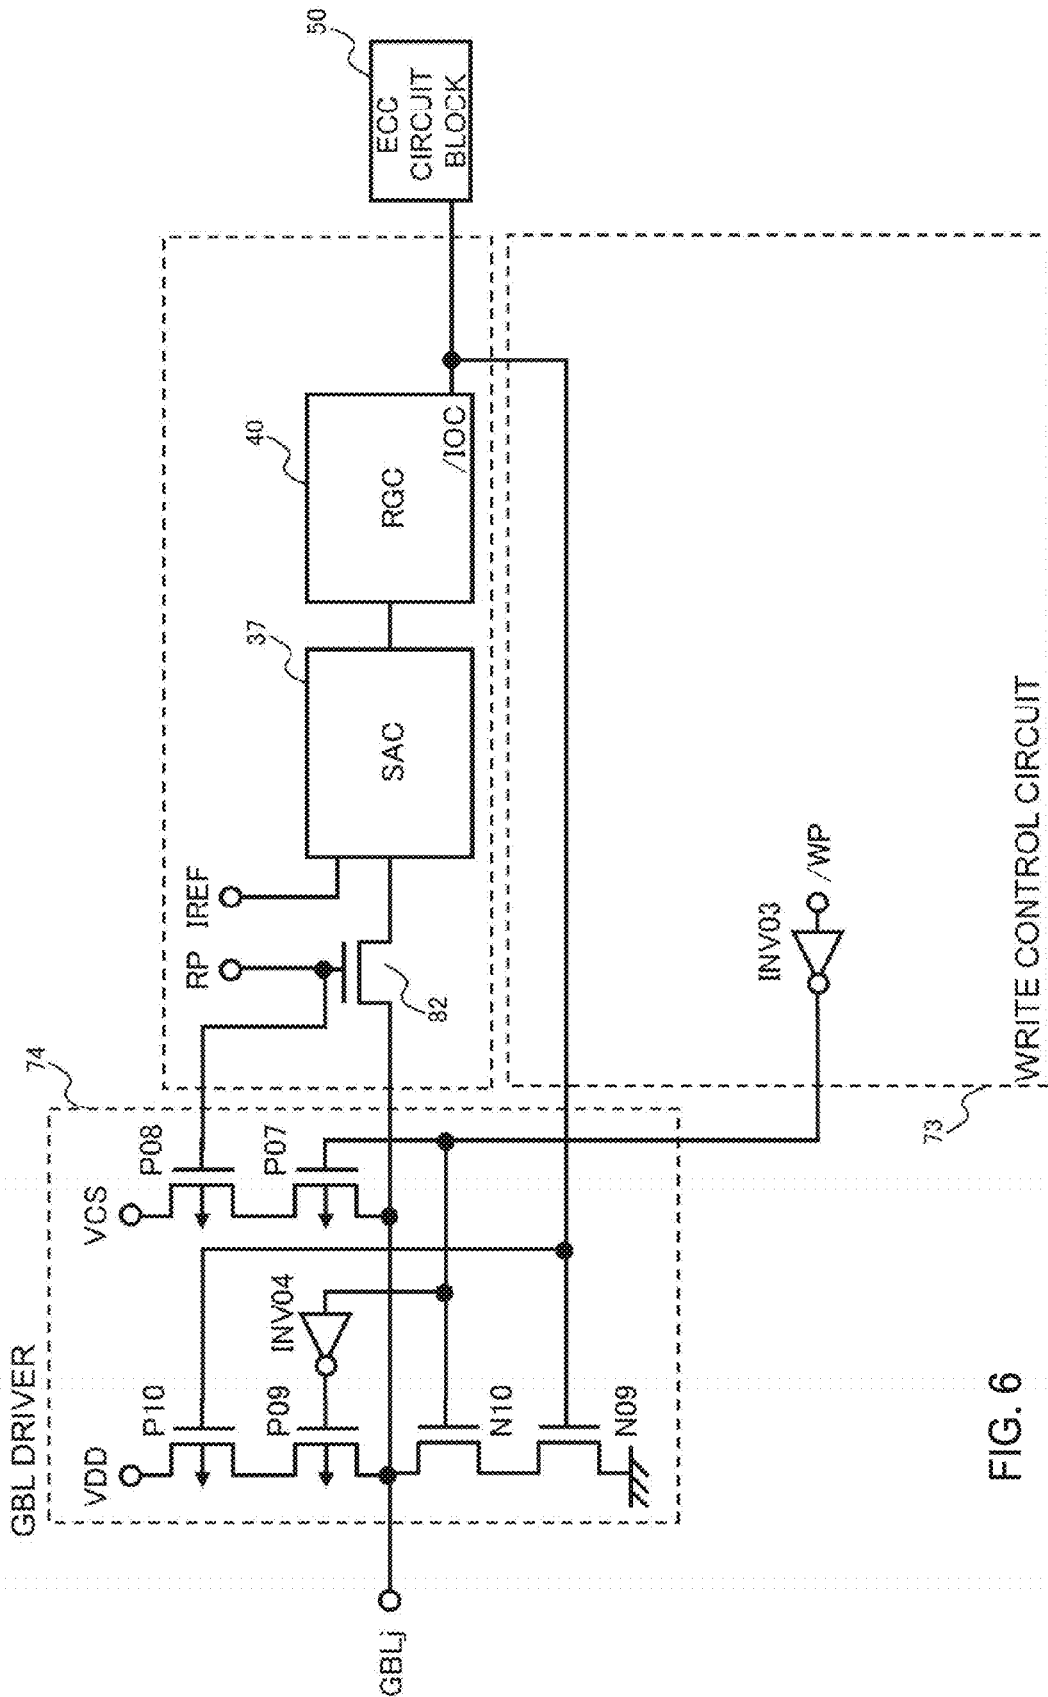 GBL DRIVER
74
VDD
VCS
P10
P08
RP
IREF
P09
INV04
P07
82
37
40
50
GBLj
N10
N09
SAC
RGC
/IOC
ECC
CIRCUIT
BLOCK
INV03
/WP
73
WRITE CONTROL CIRCUIT
FIG. 6